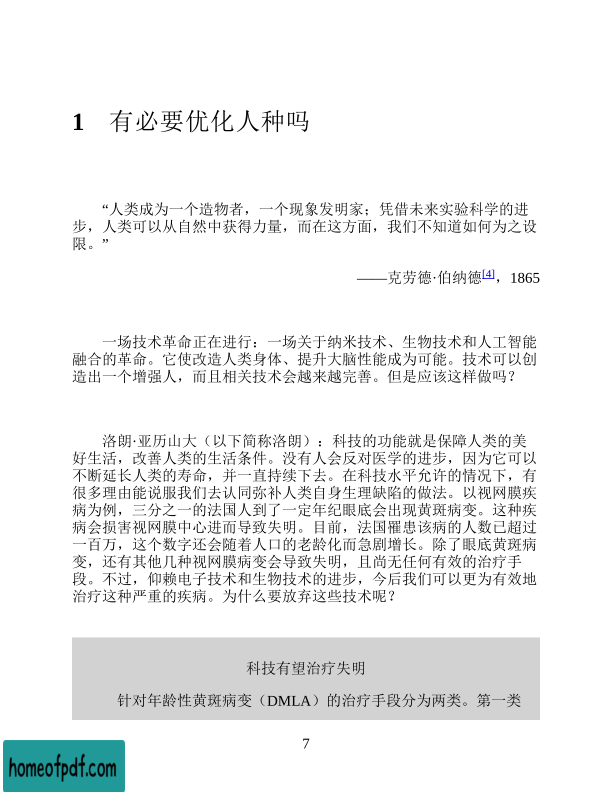 1 有必要优化人种吗
“人类成为一个造物者，一个现象发明家；凭借未来实验科学的进
步，人类可以从自然中获得力量，而在这方面，我们不知道如何为之设
限。”
——克劳德·伯纳德[4]，1865
一场技术革命正在进行：一场关于纳米技术、生物技术和人工智能
融合的革命。它使改造人类身体、提升大脑性能成为可能。技术可以创
造出一个增强人，而且相关技术会越来越完善。但是应该这样做吗？
洛朗·亚历山大（以下简称洛朗）：科技的功能就是保障人类的美
好生活，改善人类的生活条件。没有人会反对医学的进步，因为它可以
不断延长人类的寿命，并一直持续下去。在科技水平允许的情况下，有
很多理由能说服我们去认同弥补人类自身生理缺陷的做法。以视网膜疾
病为例，三分之一的法国人到了一定年纪眼底会出现黄斑病变。这种疾
病会损害视网膜中心进而导致失明。目前，法国罹患该病的人数已超过
一百万，这个数字还会随着人口的老龄化而急剧增长。除了眼底黄斑病
变，还有其他几种视网膜病变会导致失明，且尚无任何有效的治疗手
段。不过，仰赖电子技术和生物技术的进步，今后我们可以更为有效地
治疗这种严重的疾病。为什么要放弃这些技术呢？
科技有望治疗失明
针对年龄性黄斑病变（DMLA）的治疗手段分为两类。第一类
7
homeofpdf.com